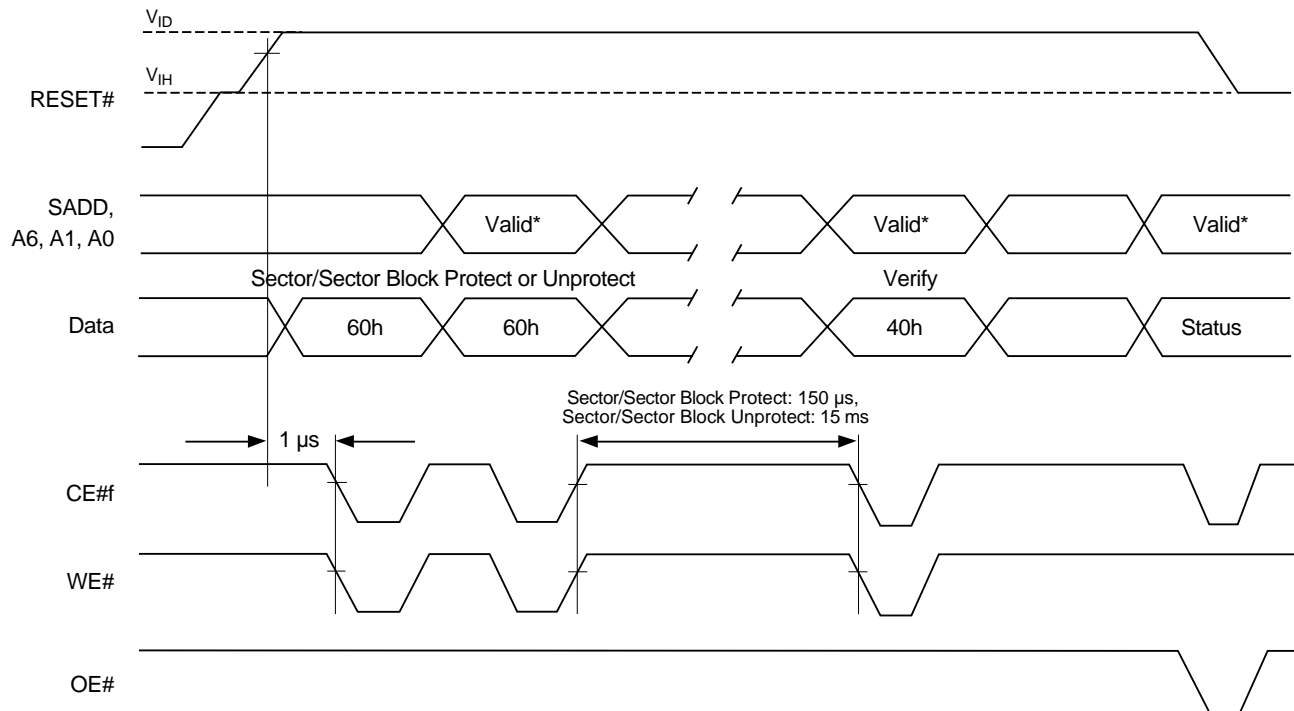 VID
VIH
RESET#
SADD,
A6, A1, A0
Valid*
Valid*
Valid*
Sector/Sector Block Protect or Unprotect
Verify
Data
60h
60h
40h
Status
Sector/Sector Block Protect: 150 µs,
Sector/Sector Block Unprotect: 15 ms
1 µs
CE#f
WE#
OE#